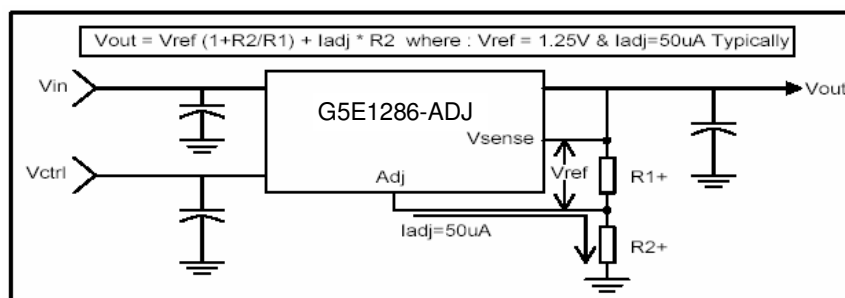 Vout = Vref (1+R2/R1) + Iadj * R2 where : Vref = 1.25V & Iadj=50uA Typically
Vin
G5E1286-ADJ
Vout
Vsense
Vctrl
Adj
Vref
R1+
Iadj=50uA
R2+